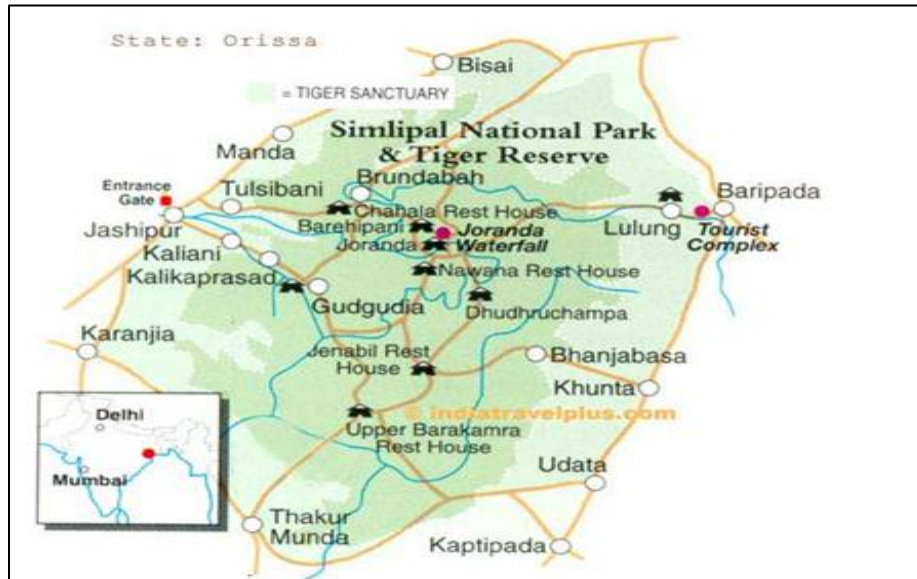 State: Orissa
Bisai
= TIGER SANCTUARY
Simlipal National Park
& Tiger Reserve
Manda
Brundabah
Entrance
Gate
Tulsibani
Chahala Rest House
Baripada
Jashipur
Barehipani
Joranda
Joranda
Waterfall
Lulung
Tourist
Complex
Kaliani
Kalikaprasad
Nawana Rest House
Gudgudia
Dhudhruchampa
Karanjia
Jenabil Rest
House
Bhanjabasa
Khunta
© indiatravelplus.com
Delhi
Mumbai
Upper Barakamra
Rest House
Udata
Thakur
Munda
Kaptipada